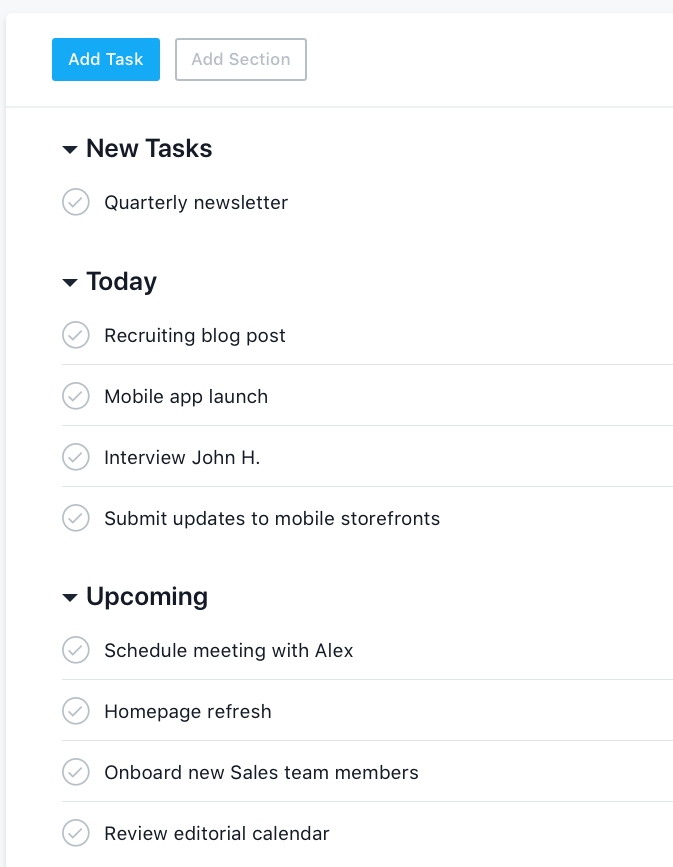 Add Task Add Section
New Tasks
Quarterly newsletter
Today
Recruiting blog post
Mobile app launch
Interview John H.
Submit updates to mobile storefronts
Upcoming
Schedule meeting with Alex
Homepage refresh
Onboard new Sales team members
Review editorial calendar